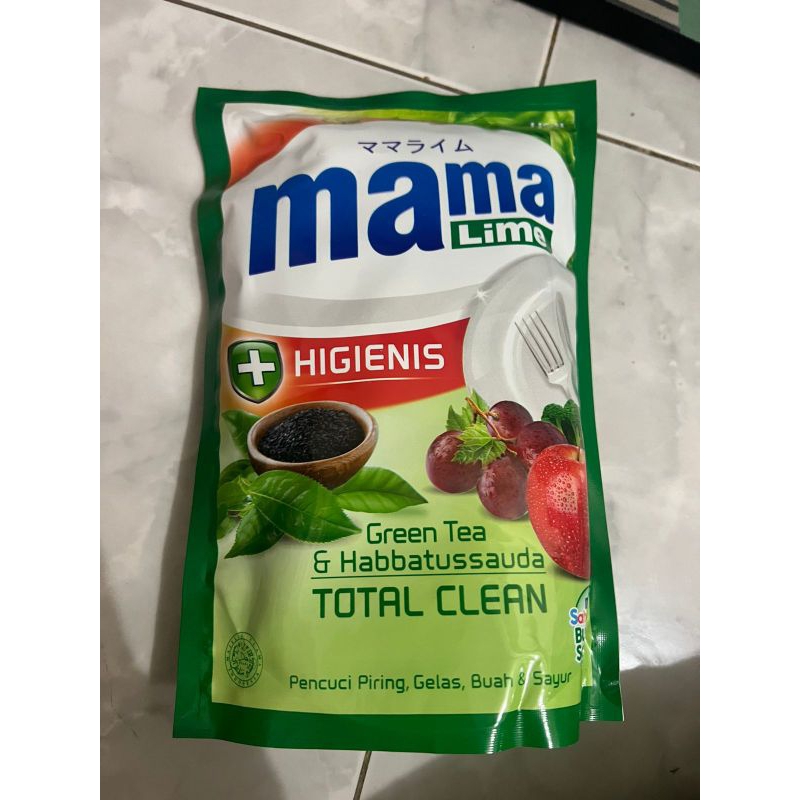 ママライム
mama
Lime
HIGIENIS
Green Tea
& Habbatussauda
TOTAL CLEAN
Pencuci Piring, Gelas, Buah & Sayur